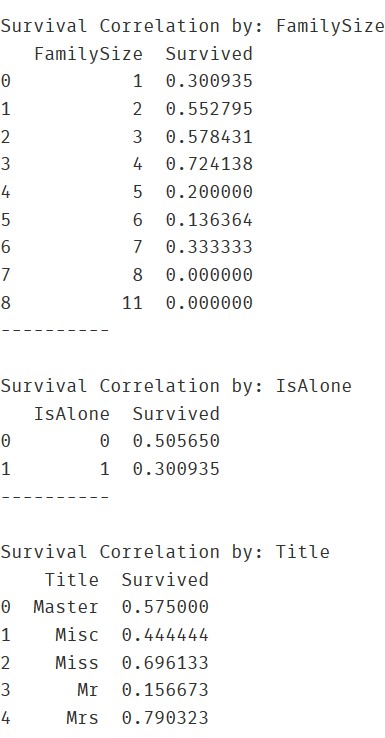 Survival Correlation by: FamilySize
   FamilySize  Survived
0           1  0.300935
1           2  0.552795
2           3  0.578431
3           4  0.724138
4           5  0.200000
5           6  0.136364
6           7  0.333333
7           8  0.000000
8          11  0.000000
----------

Survival Correlation by: IsAlone
   IsAlone  Survived
0        0  0.505650
1        1  0.300935
----------

Survival Correlation by: Title
    Title  Survived
0  Master  0.575000
1    Misc  0.444444
2    Miss  0.696133
3      Mr  0.156673
4     Mrs  0.790323